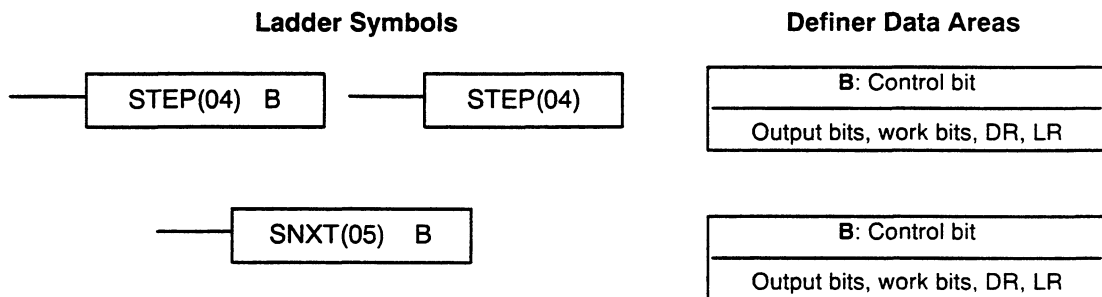 Ladder Symbols
Definer Data Areas
STEP(04) B
STEP(04)
B: Control bit
Output bits, work bits, DR, LR
SNXT(05) B
B: Control bit
Output bits, work bits, DR, LR